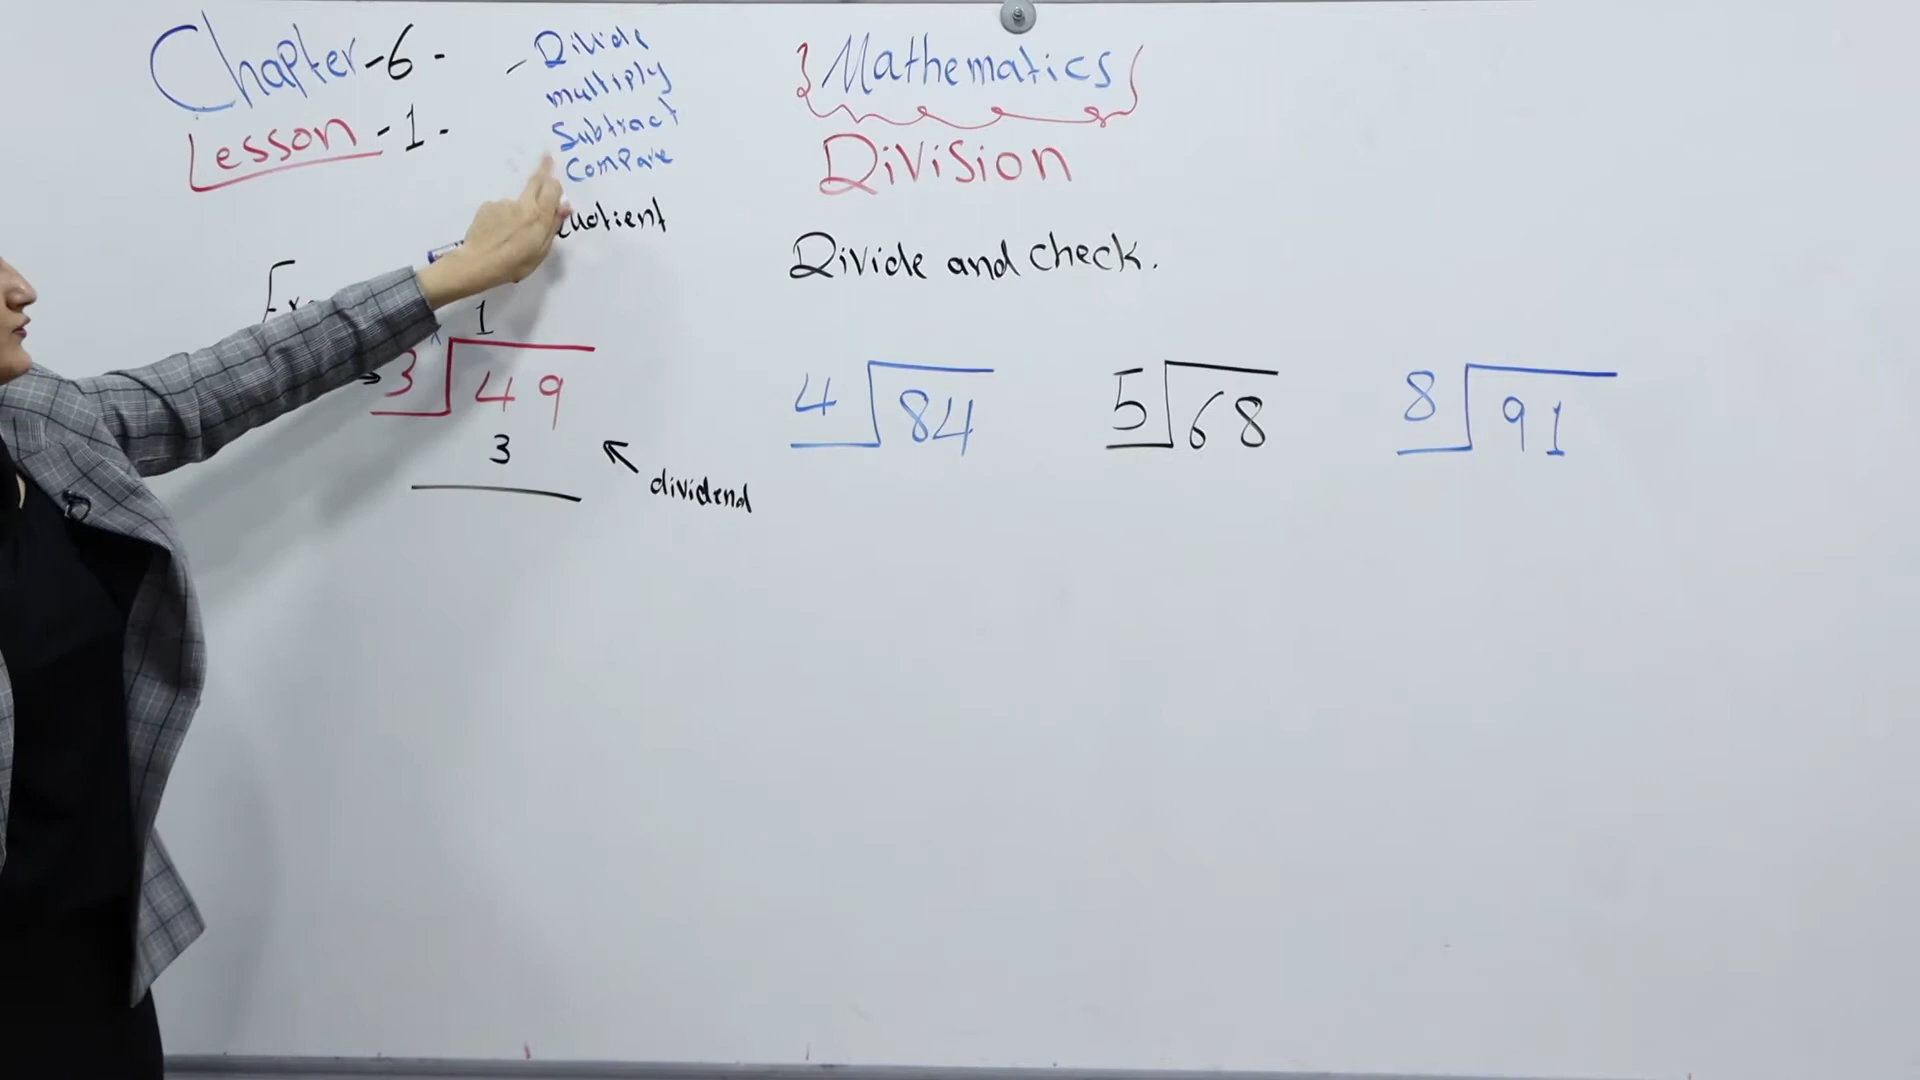 Chapter-6-
Lesson-1-
- Divide
multiply
Subtract
Compare
Mathematics
Division
Divide and check.
1
3 49
3
dividend
4 84
5 68
8 91